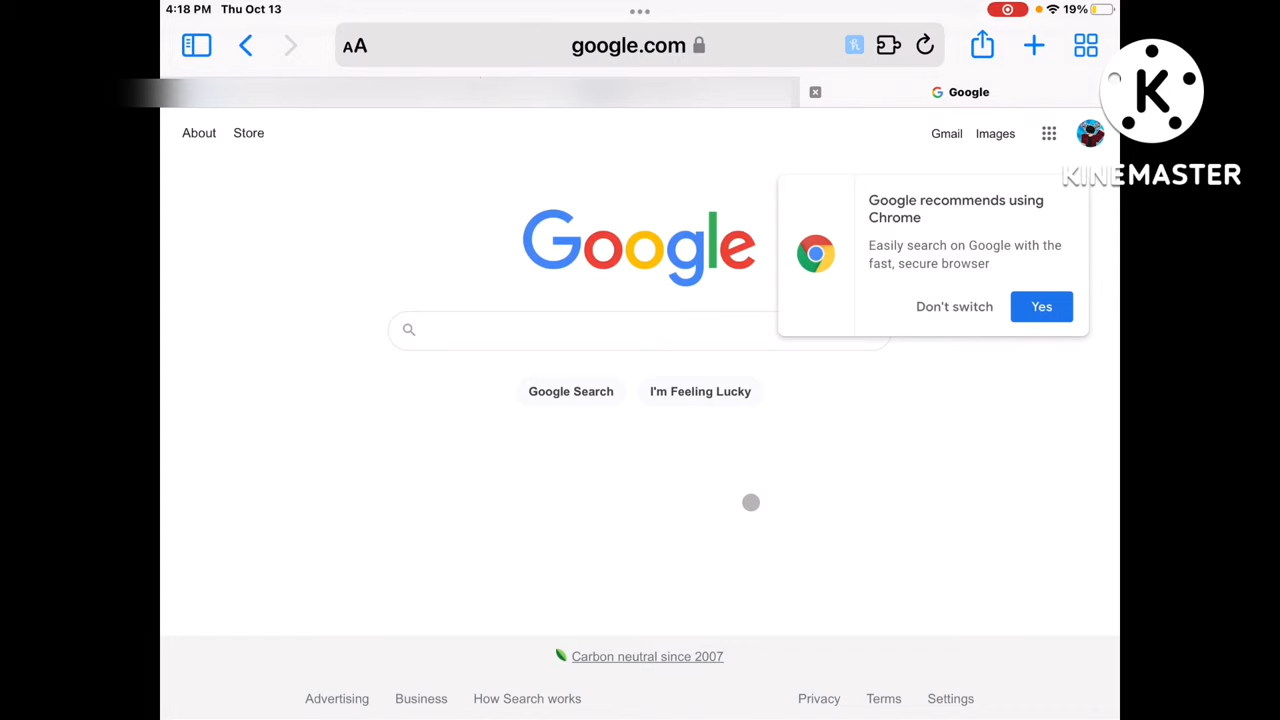 4:18 PM Thu Oct 13
19%
AA
google.com
Google
K
KINEMASTER
About
Store
Gmail
Images
Google
Google recommends using
Chrome
Easily search on Google with the
fast, secure browser
Don't switch
Yes
Google Search
I'm Feeling Lucky
Carbon neutral since 2007
Advertising
Business
How Search works
Privacy
Terms
Settings